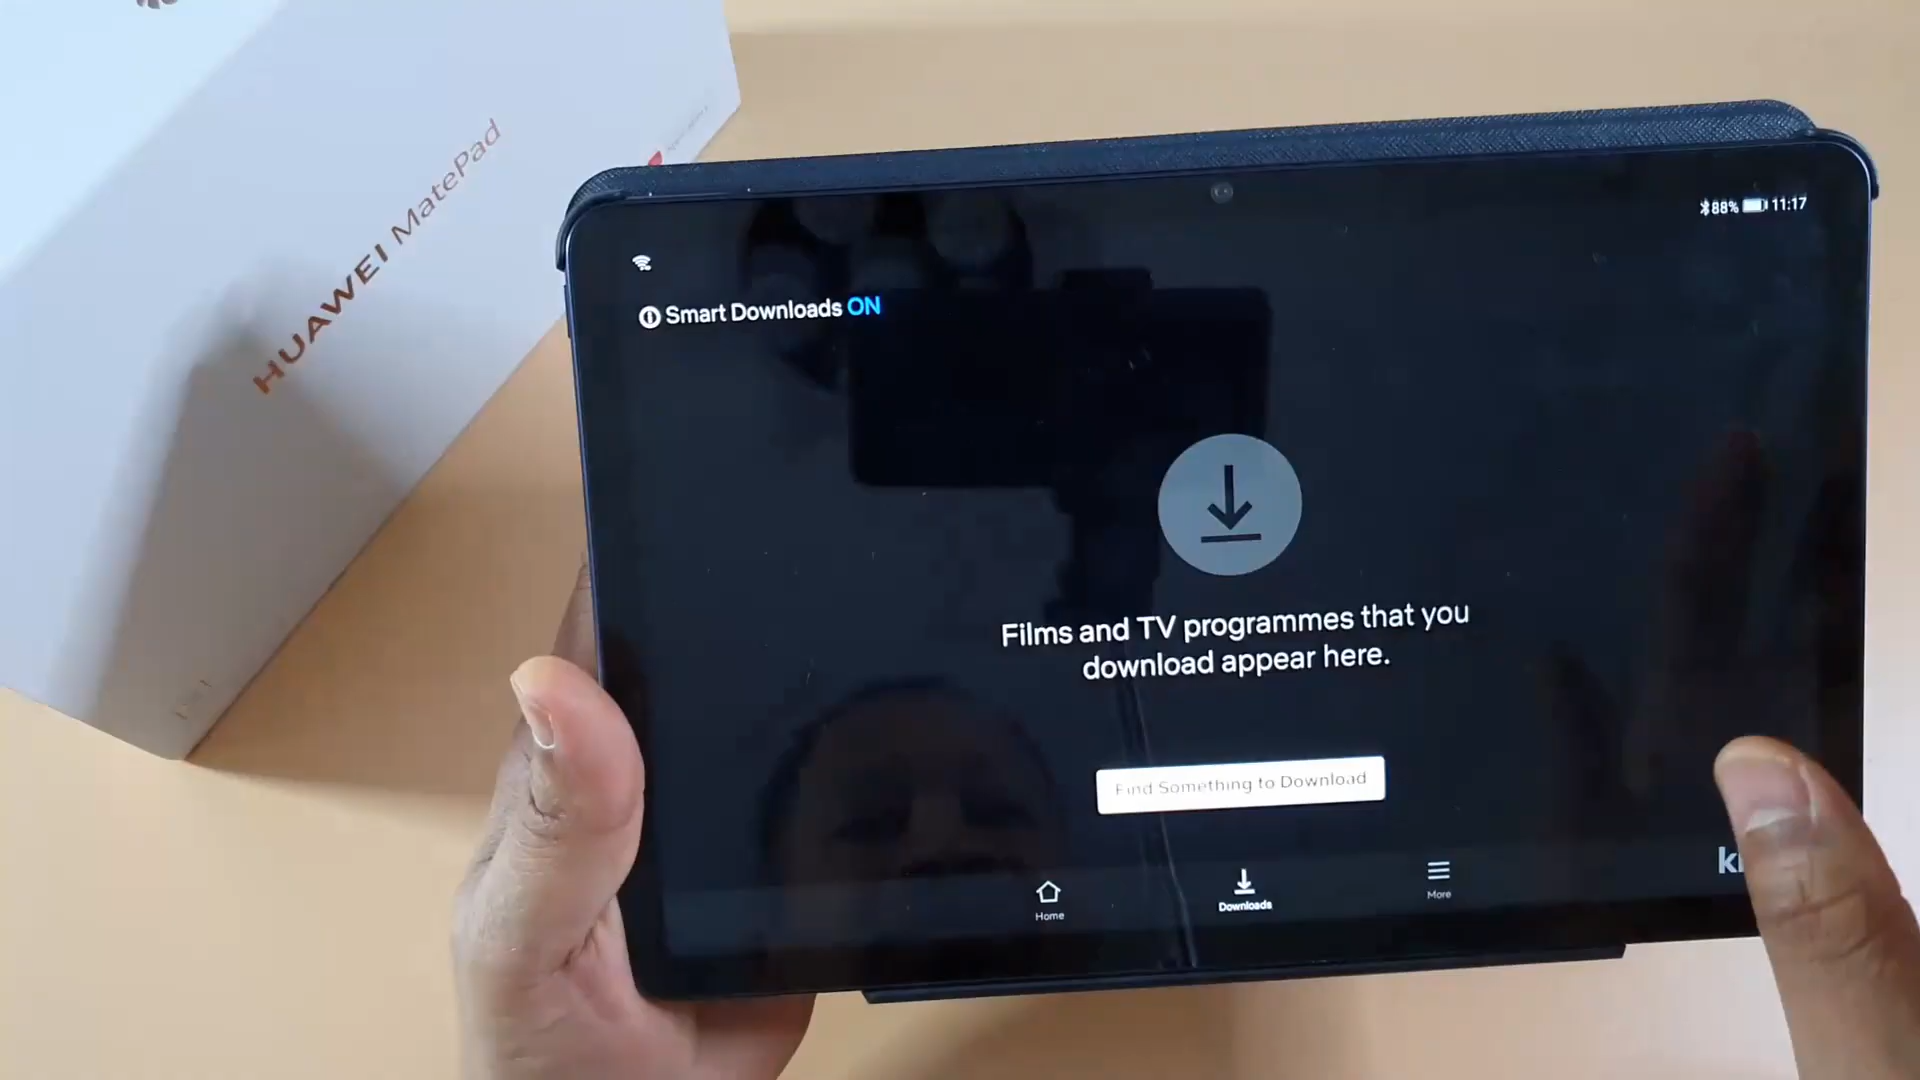 HUAWEI MatePad
88% 11:17
Smart Downloads ON
Films and TV programmes that you
download appear here.
Find Something to Download
Home
Downloads
More